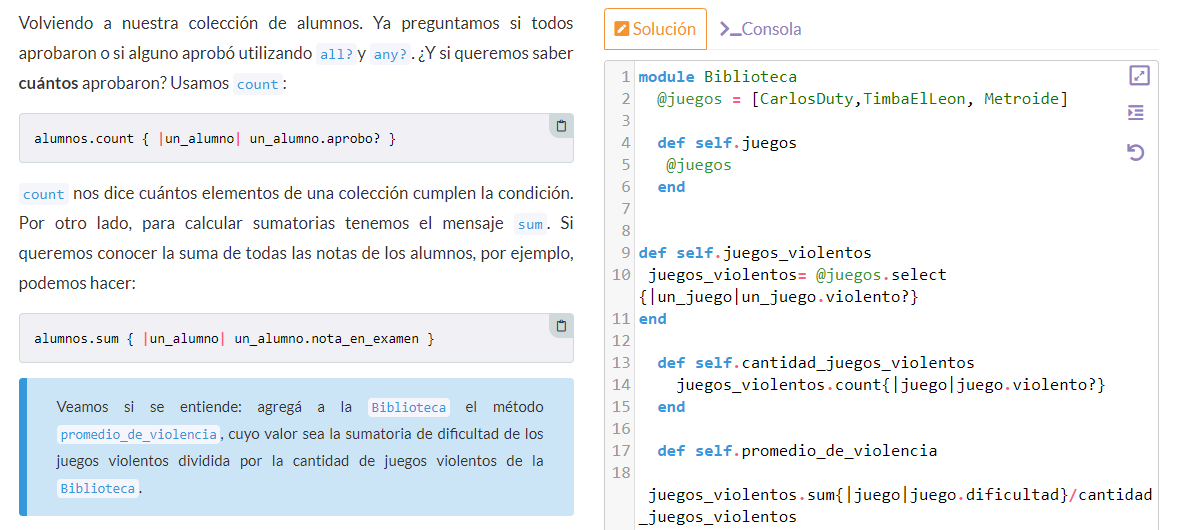 Volviendo a nuestra colección de alumnos. Ya preguntamos si todos
aprobaron o si alguno aprobó utilizando all? y any?. ¿Y si queremos saber
cuántos aprobaron? Usamos count:
alumnos.count { |un_alumno| un_alumno.aprobo? }
count nos dice cuántos elementos de una colección cumplen la condición.
Por otro lado, para calcular sumatorias tenemos el mensaje sum. Si
queremos conocer la suma de todas las notas de los alumnos, por ejemplo,
podemos hacer:
alumnos.sum { |un_alumno| un_alumno.nota_en_examen }
Veamos si se entiende: agregá a la Biblioteca el método
promedio_de_violencia, cuyo valor sea la sumatoria de dificultad de los
juegos violentos dividida por la cantidad de juegos violentos de la
Biblioteca.
Solución
Consola
1 module Biblioteca
2 @juegos = [CarlosDuty,TimbaElLeon, Metroide]
3
4 def self.juegos
5 @juegos
6 end
7
8
9 def self.juegos_violentos
10 juegos_violentos= @juegos.select
{|un_juego|un_juego.violento?}
11 end
12
13 def self.cantidad_juegos_violentos
14 juegos_violentos.count{|juego|juego.violento?}
15 end
16
17 def self.promedio_de_violencia
18
juegos_violentos.sum{|juego|juego.dificultad}/cantidad
_juegos_violentos